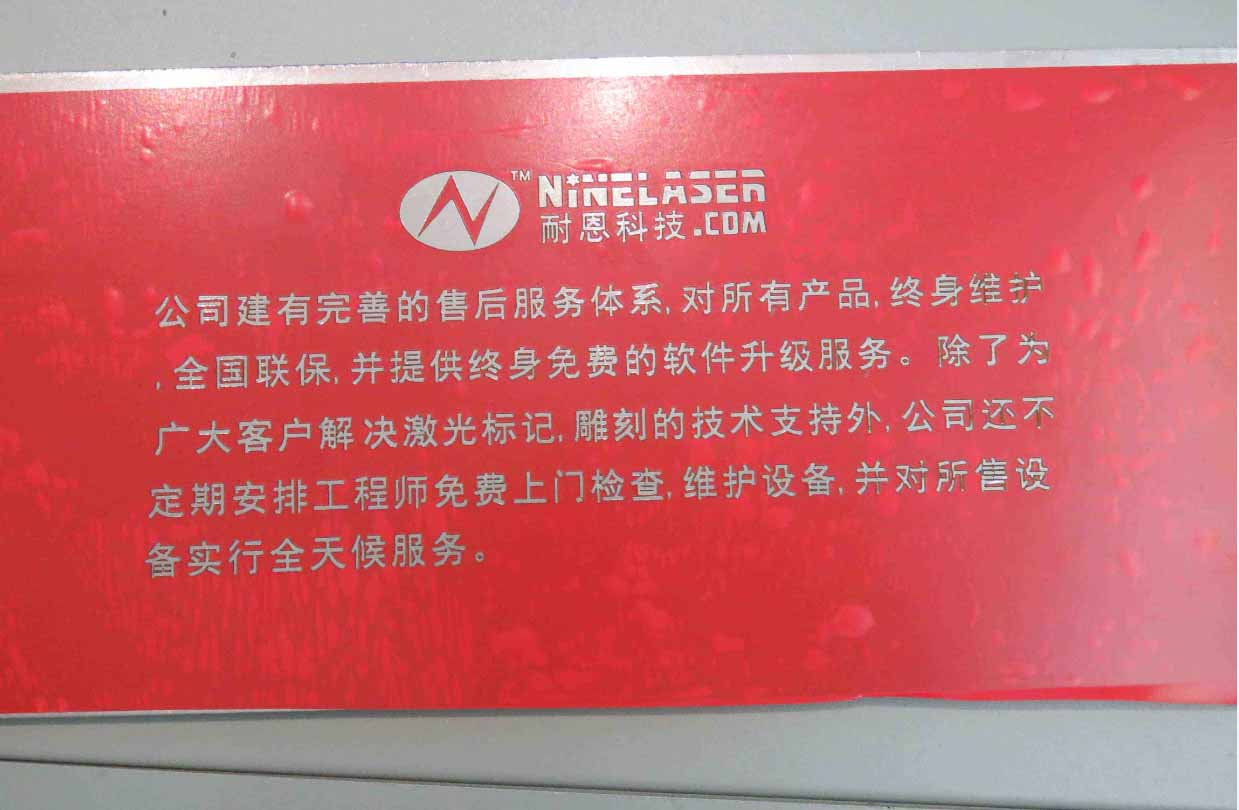 N™ NiNELASER
耐恩科技.COM
公司建有完善的售后服务体系,对所有产品,终身维护
,全国联保,并提供终身免费的软件升级服务。除了为
广大客户解决激光标记,雕刻的技术支持外,公司还不
定期安排工程师免费上门检查,维护设备,并对所售设
备实行全天候服务。